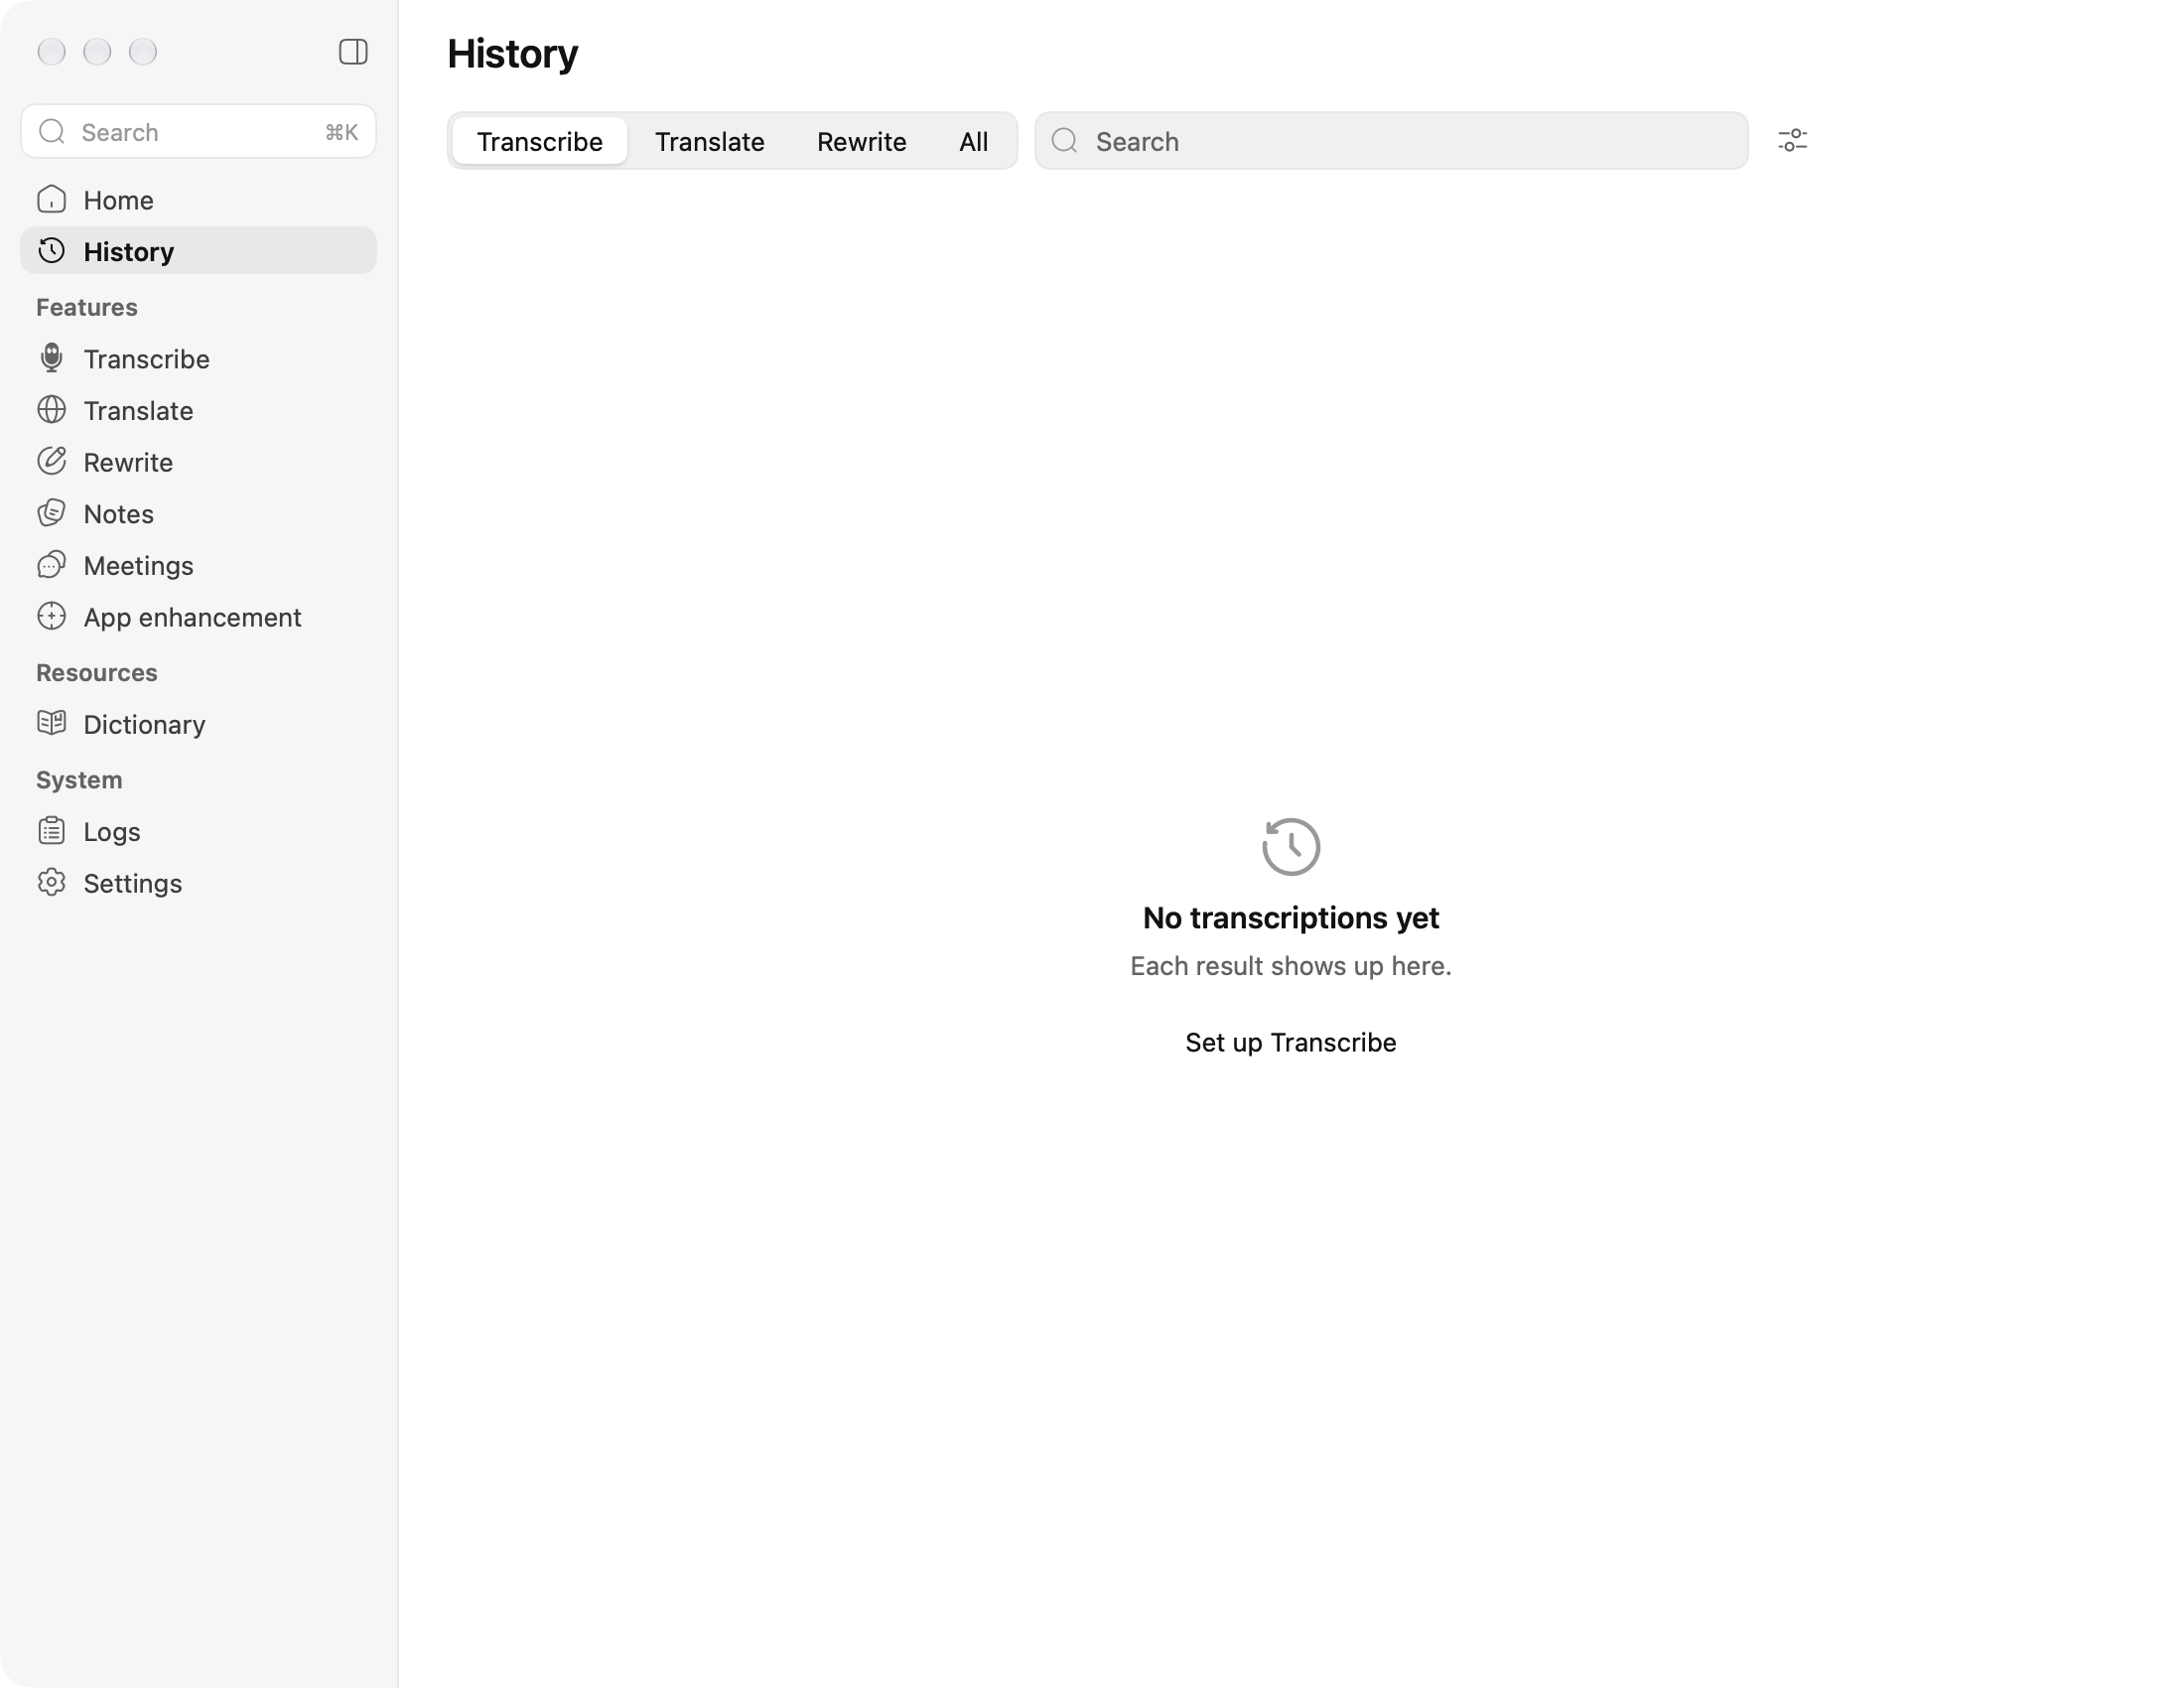 Search ⌘K
Home
History
Features
Transcribe
Translate
Rewrite
Notes
Meetings
App enhancement
Resources
Dictionary
System
Logs
Settings
History
Transcribe Translate Rewrite All Search
No transcriptions yet
Each result shows up here.
Set up Transcribe